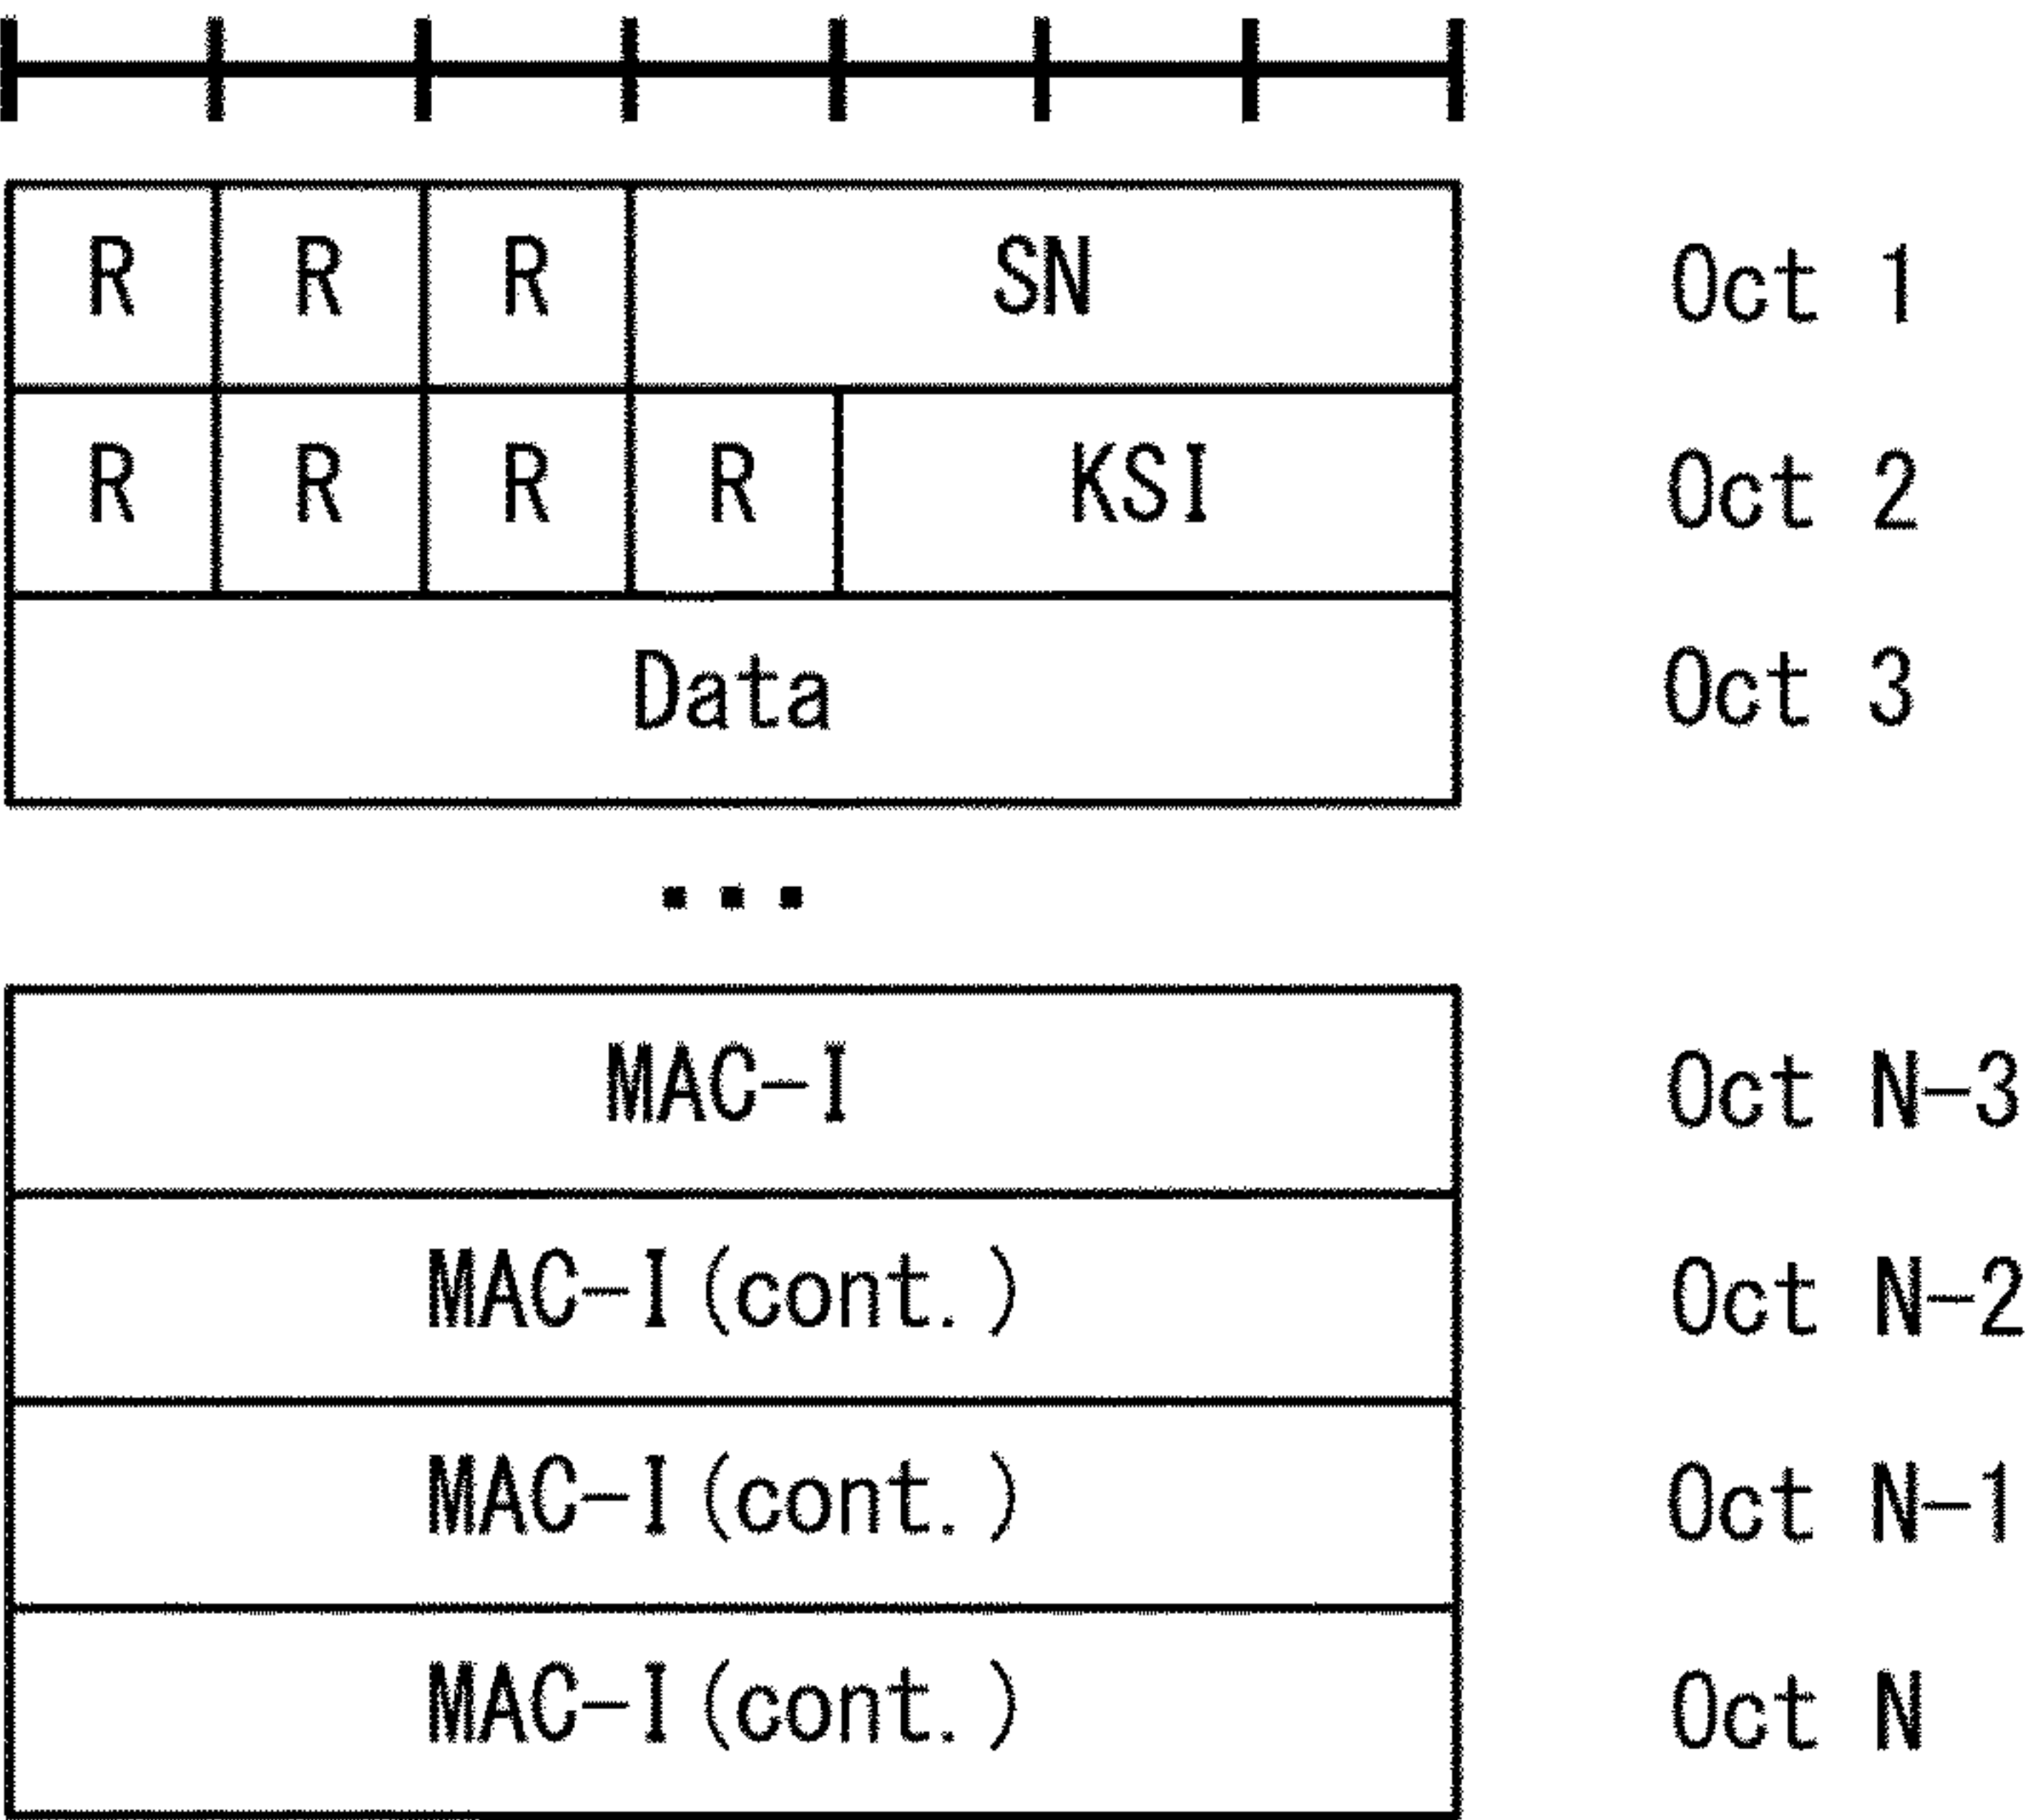 R R R SN Oct 1
R R R R KSI Oct 2
Data Oct 3
...
MAC-I Oct N-3
MAC-I(cont.) Oct N-2
MAC-I(cont.) Oct N-1
MAC-I(cont.) Oct N